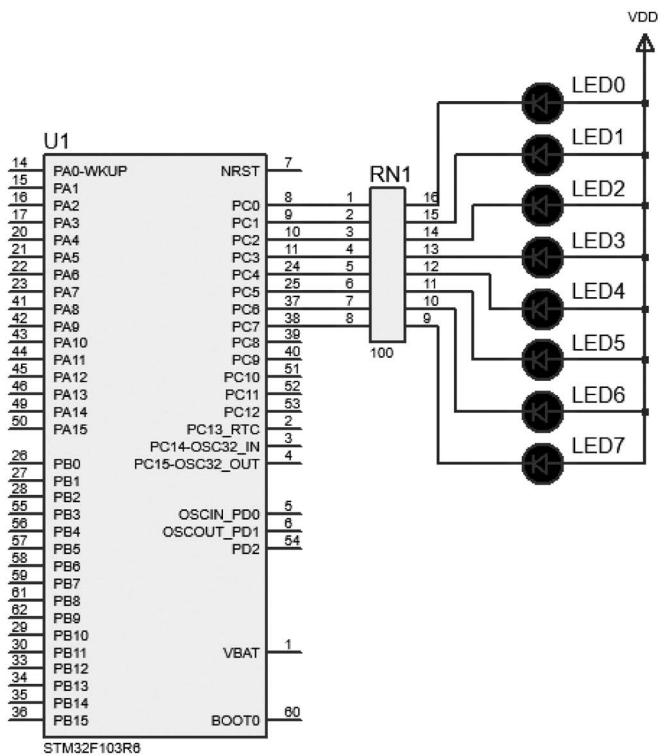 VDD
LED0
LED1
LED2
LED3
LED4
LED5
LED6
LED7
U1
14 PA0-WKUP NRST 7
15 PA1
16 PA2 PC0 8
17 PA3 PC1 9
20 PA4 PC2 10
21 PA5 PC3 11
22 PA6 PC4 24
23 PA7 PC5 25
41 PA8 PC6 37
42 PA9 PC7 38
43 PA10 PC8 39
44 PA11 PC9 40
45 PA12 PC10 51
46 PA13 PC11 52
49 PA14 PC12 53
50 PA15 PC13_RTC 2
PC14-OSC32_IN 3
26 PB0 PC15-OSC32_OUT 4
27 PB1
28 PB2
55 PB3 OSCIN_PD0 5
56 PB4 OSCOUT_PD1 6
57 PB5 PD2 54
58 PB6
59 PB7
61 PB8
62 PB9
29 PB10
30 PB11 VBAT 1
33 PB12
34 PB13
35 PB14
36 PB15 BOOT0 60
STM32F103R6
RN1
1 16
2 15
3 14
4 13
5 12
6 11
7 10
8 9
100